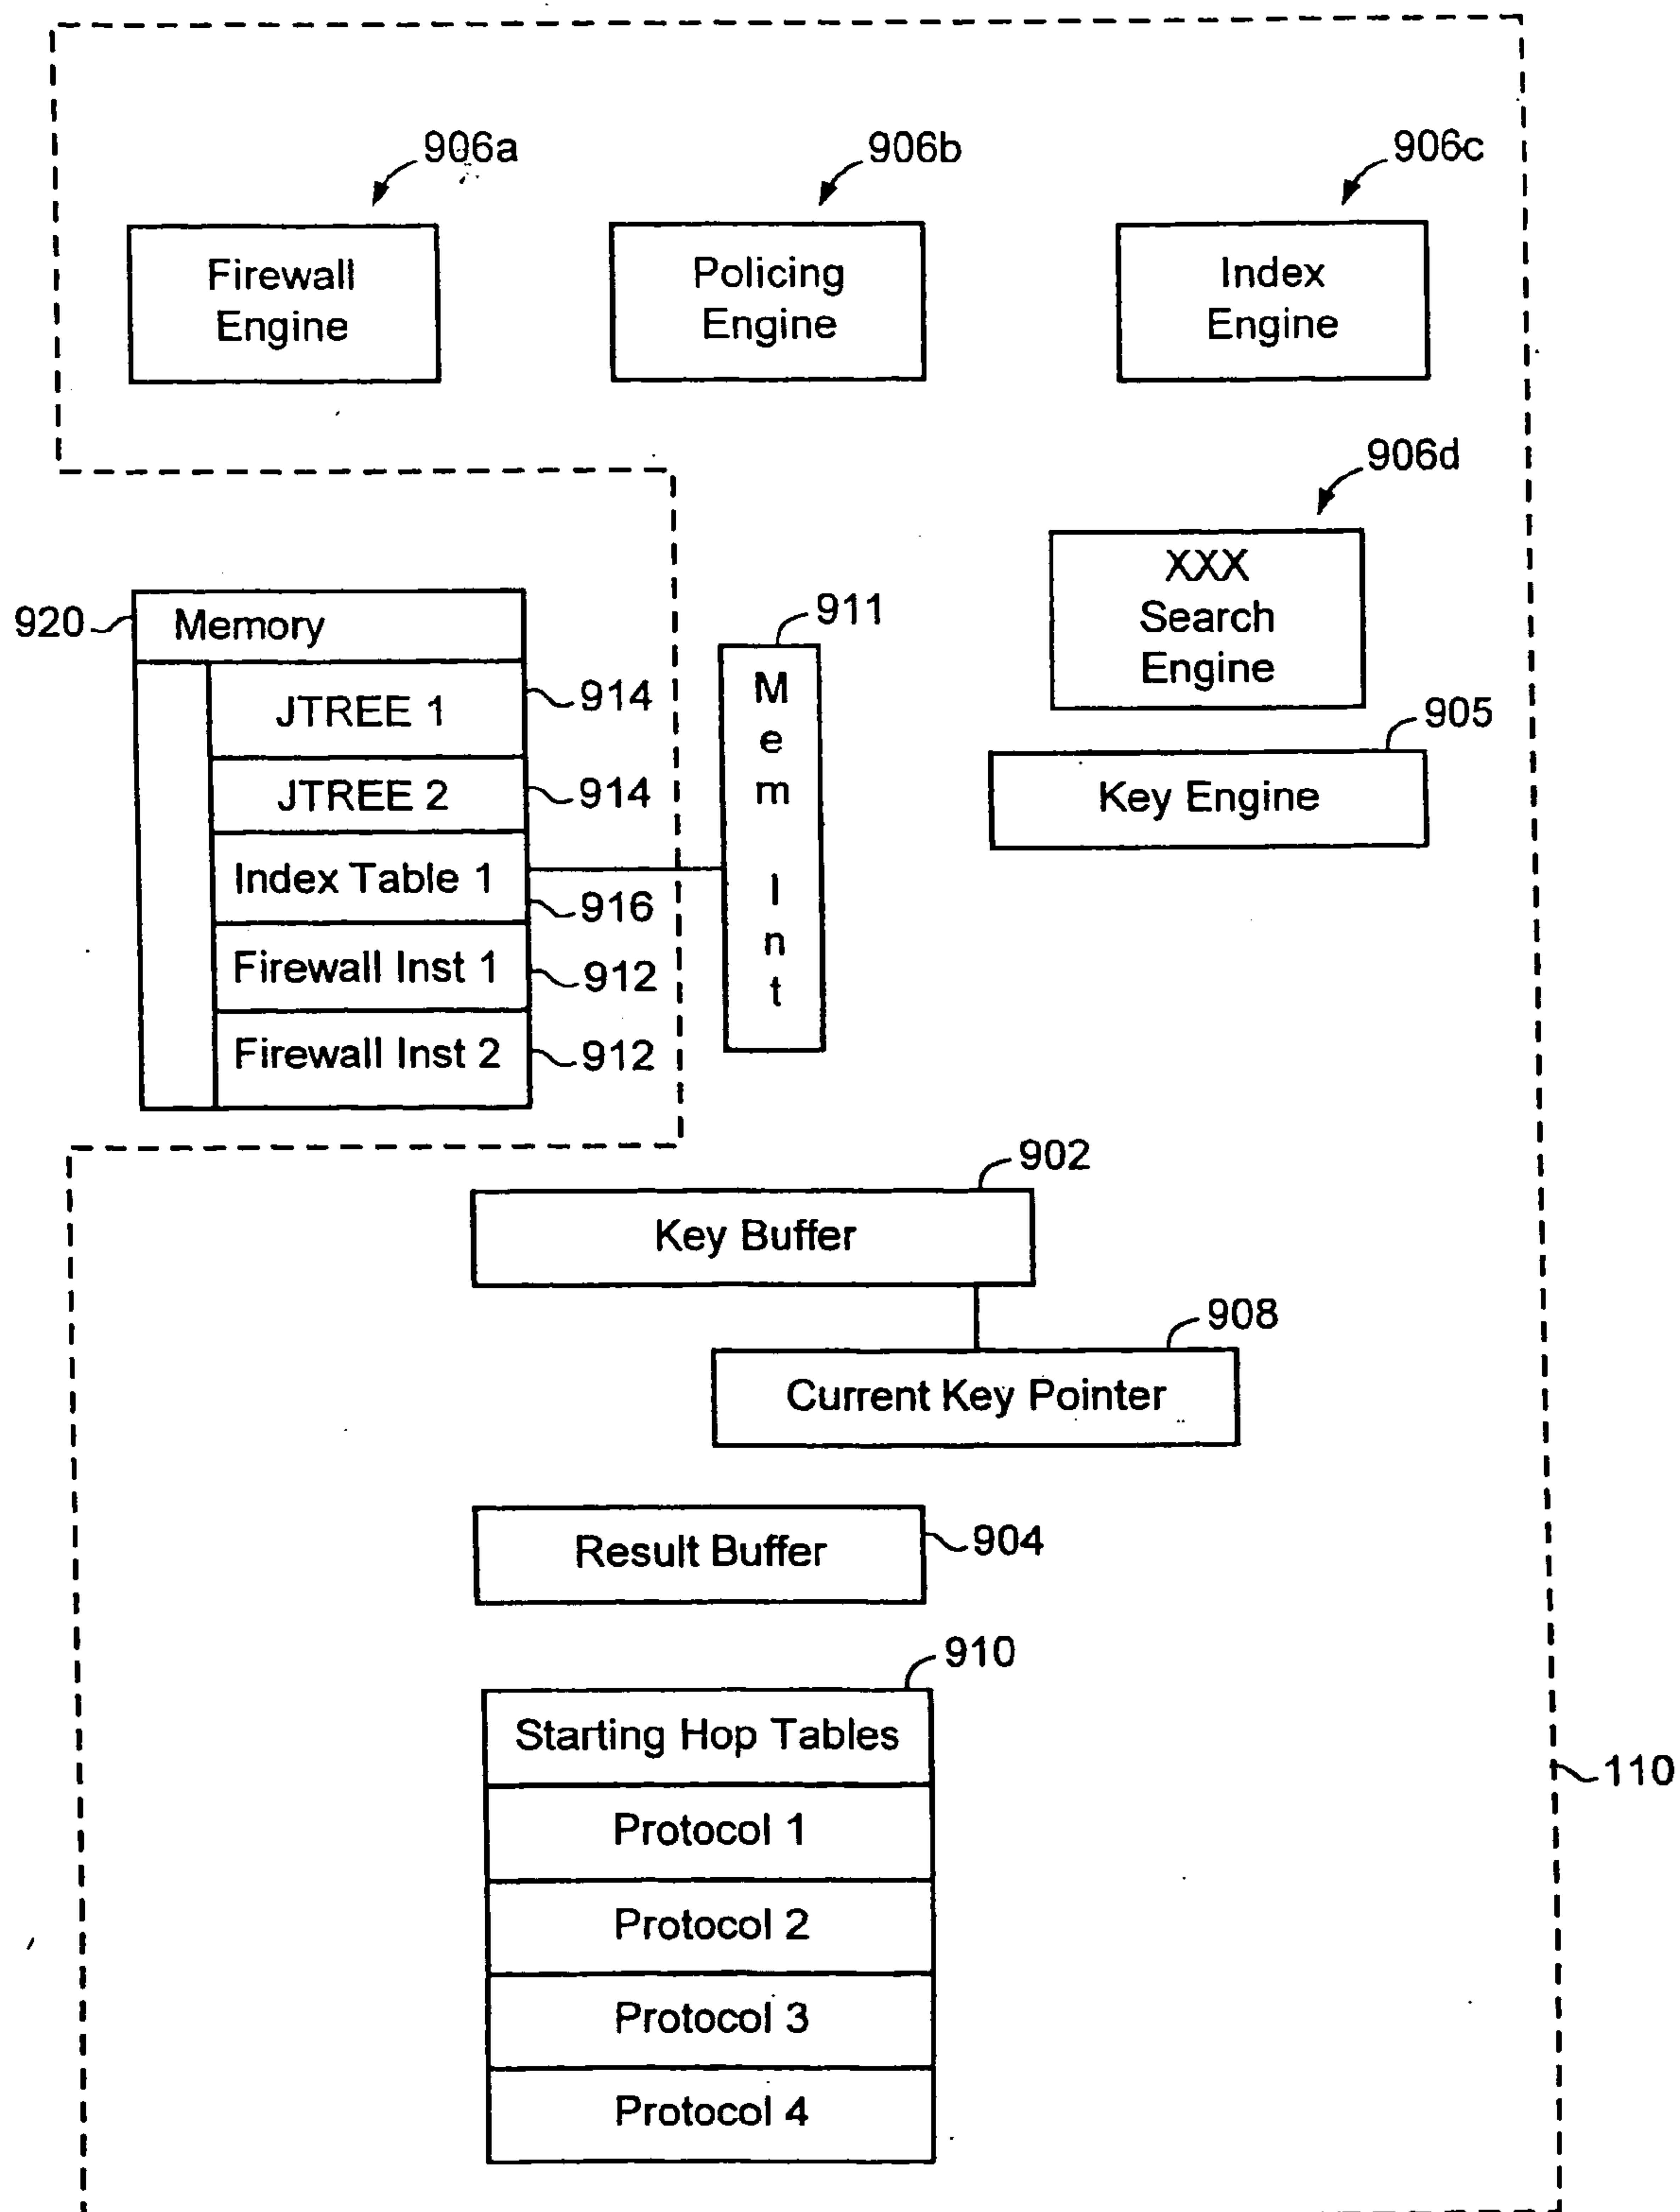 906a
906b
906c
Firewall
Engine
Policing
Engine
Index
Engine
906d
XXX
Search
Engine
920
Memory
911
JTREE 1
914
JTREE 2
914
Index Table 1
916
Firewall Inst 1
912
Firewall Inst 2
912
Mem Int
905
Key Engine
902
Key Buffer
908
Current Key Pointer
Result Buffer
904
910
Starting Hop Tables
110
Protocol 1
Protocol 2
Protocol 3
Protocol 4